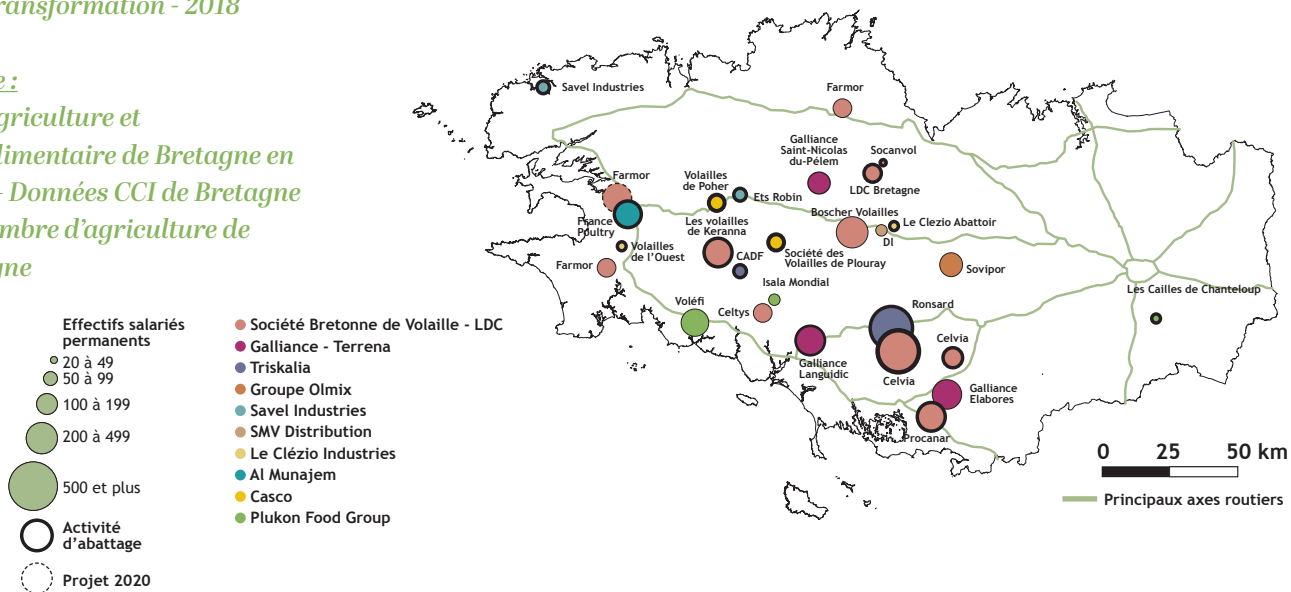 ransformation - 2018
e :
griculture et
limentaire de Bretagne en
- Données CCI de Bretagne
mbre d'agriculture de
gne
Effectifs salariés
permanents
20 à 49
50 à 99
100 à 199
200 à 499
500 et plus
Activité
d'abattage
Projet 2020
Société Bretonne de Volaille - LDC
Galliance - Terrena
Triskalia
Groupe Olmix
Savel Industries
SMV Distribution
Le Clézio Industries
Al Munajem
Casco
Plukon Food Group
Savel Industries
Farmor
Galliance
Saint-Nicolas
du-Pélem
Socanvol
LDC Bretagne
Farmor
Volailles
de Poher
Ets Robin
France
Poultry
Les volailles
de Keranna
Boscher Volailles
Le Clezio Abattoir
DI
Volailles
de l'Ouest
Farmor
CADF
Société des
Volailles de Plouray
Sovipor
Isala Mondial
Les Cailles de Chanteloup
Voléfi
Celtys
Ronsard
Galliance
Languidic
Celvia
Celvia
Galliance
Elabores
Procanar
0 25 50 km
Principaux axes routiers